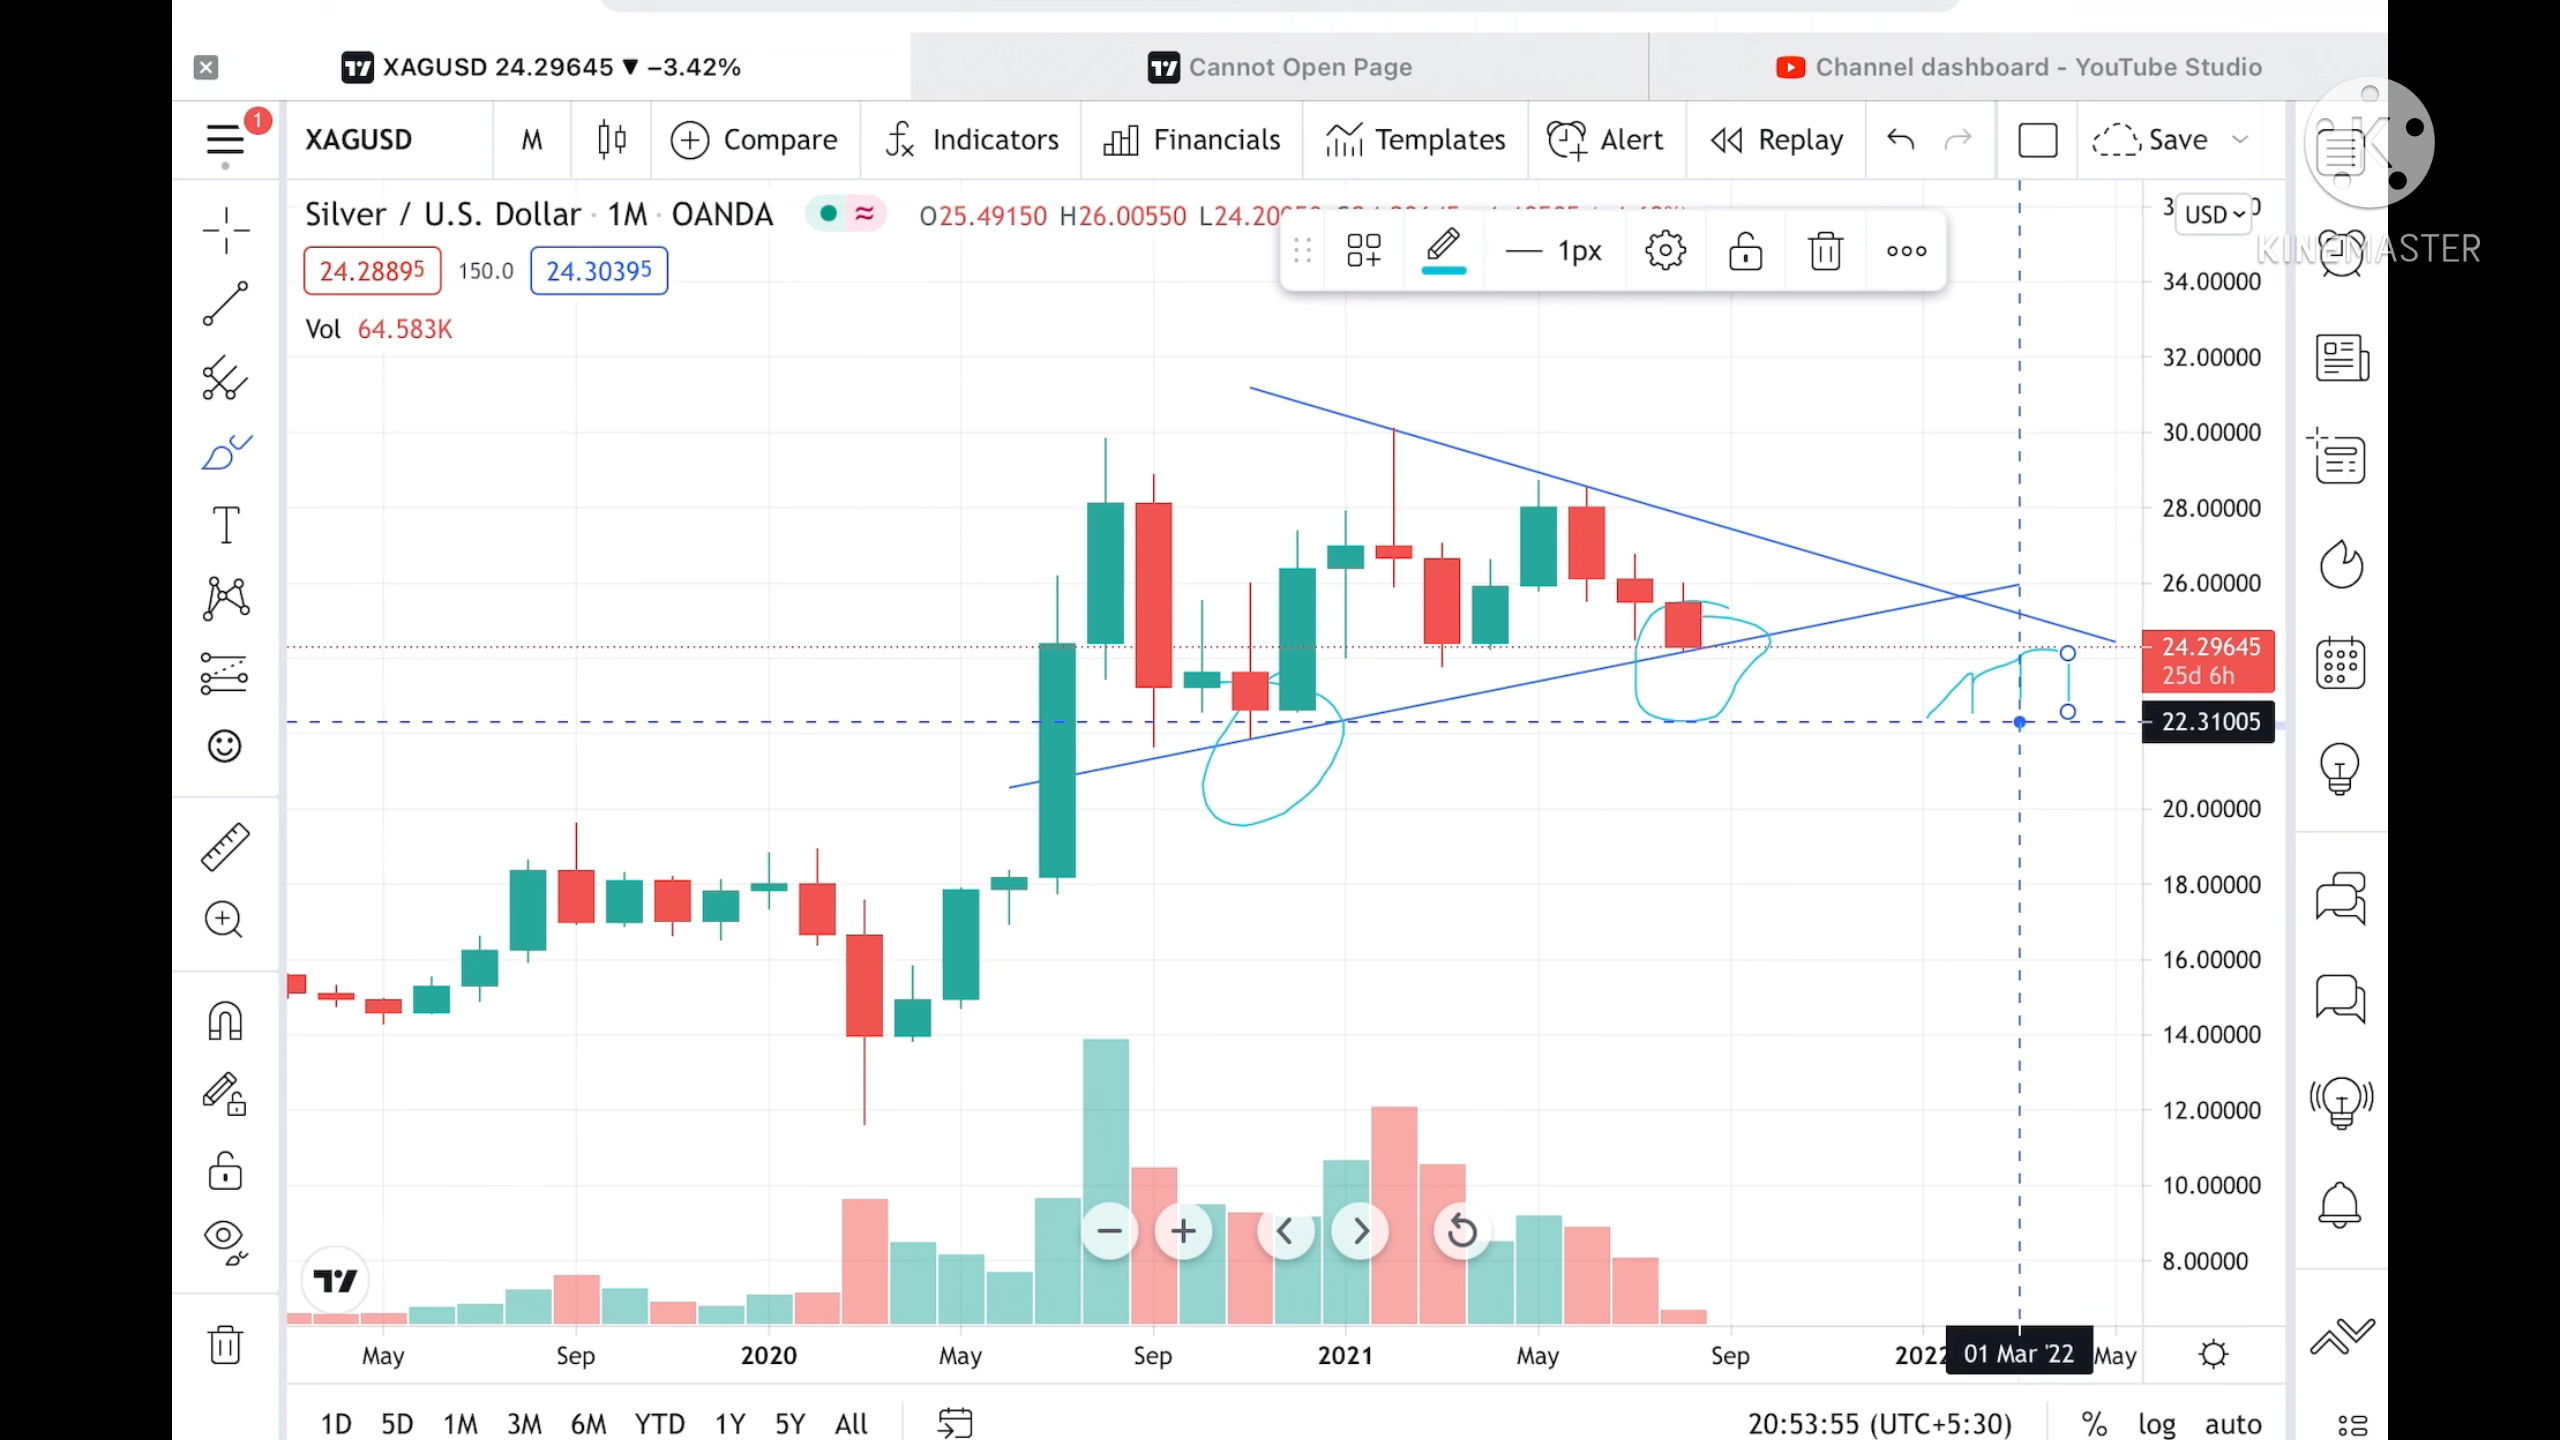 XAGUSD 24.29645 ▼ −3.42%
Cannot Open Page
Channel dashboard - YouTube Studio
1
XAGUSD
M
Compare
Indicators
Financials
Templates
Alert
Replay
Save
K
KINEMASTER
Silver / U.S. Dollar · 1M · OANDA
O25.49150 H26.00550
USD
1px
24.28895
150.0
24.30395
Vol 64.583K
34.00000
32.00000
30.00000
28.00000
26.00000
24.29645
25d 6h
22.31005
20.00000
18.00000
16.00000
14.00000
12.00000
10.00000
8.00000
May
Sep
2020
May
Sep
2021
May
Sep
01 Mar '22
May
1D 5D 1M 3M 6M YTD 1Y 5Y All
20:53:55 (UTC+5:30)
% log auto